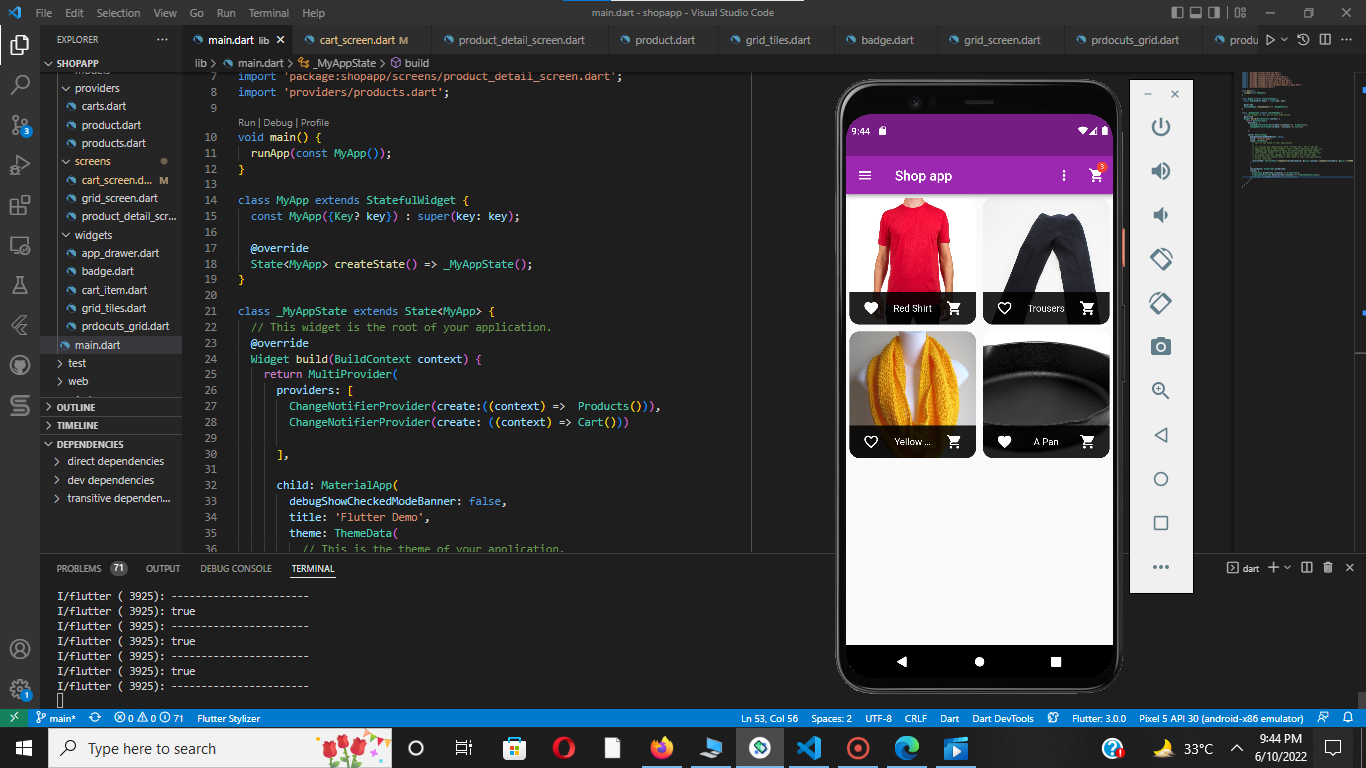 File Edit Selection View Go Run Terminal Help
main.dart - shopapp - Visual Studio Code
EXPLORER
main.dart lib
cart_screen.dart M
product_detail_screen.dart
product.dart
grid_tiles.dart
badge.dart
grid_screen.dart
prdocuts_grid.dart
produ
SHOPAPP
lib > main.dart > _MyAppState > build
models
providers
carts.dart
product.dart
products.dart
screens
cart_screen.d... M
grid_screen.dart
product_detail_scr...
widgets
app_drawer.dart
badge.dart
cart_item.dart
grid_tiles.dart
prdocuts_grid.dart
main.dart
test
web
OUTLINE
TIMELINE
DEPENDENCIES
direct dependencies
dev dependencies
transitive dependen...
3
1
7 import 'package:shopapp/screens/product_detail_screen.dart';
8 import 'providers/products.dart';
9
Run | Debug | Profile
10 void main() {
11 runApp(const MyApp());
12 }
13
14 class MyApp extends StatefulWidget {
15 const MyApp({Key? key}) : super(key: key);
16
17 @override
18 State<MyApp> createState() => _MyAppState();
19 }
20
21 class _MyAppState extends State<MyApp> {
22 // This widget is the root of your application.
23 @override
24 Widget build(BuildContext context) {
25 return MultiProvider(
26 providers: [
27 ChangeNotifierProvider(create:((context) => Products())),
28 ChangeNotifierProvider(create: ((context) => Cart()))
29
30 ],
31
32 child: MaterialApp(
33 debugShowCheckedModeBanner: false,
34 title: 'Flutter Demo',
35 theme: ThemeData(
36 // This is the theme of your application.
9:44
Shop app
3
Red Shirt
Trousers
Yellow ...
A Pan
PROBLEMS 71 OUTPUT DEBUG CONSOLE TERMINAL
dart
I/flutter ( 3925): -----------------------
I/flutter ( 3925): true
I/flutter ( 3925): -----------------------
I/flutter ( 3925): true
I/flutter ( 3925): -----------------------
I/flutter ( 3925): true
I/flutter ( 3925): -----------------------
main* 0 0 71 Flutter Stylizer
Ln 53, Col 56 Spaces: 2 UTF-8 CRLF Dart Dart DevTools Flutter: 3.0.0 Pixel 5 API 30 (android-x86 emulator)
Type here to search
33°C
9:44 PM
6/10/2022